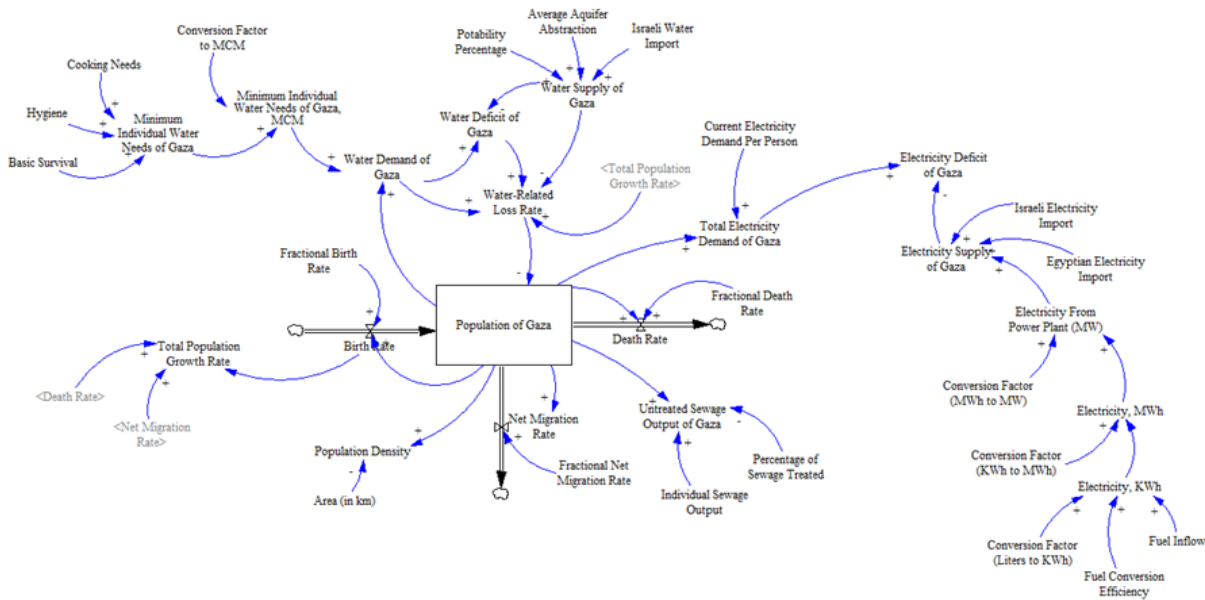 Average Aquifer
Abstraction
Conversion Factor
to MCM
Potability
Percentage
Israeli Water
Import
Cooking Needs
Water Supply of
Gaza
Minimum Individual
Water Needs of Gaza,
MCM
Hygiene
Minimum
Individual Water
Needs of Gaza
Water Deficit of
Gaza
Current Electricity
Demand Per Person
Basic Survival
Water Demand of
Gaza
Electricity Deficit
of Gaza
<Total Population
Growth Rate>
Water-Related
Loss Rate
Israeli Electricity
Import
Total Electricity
Demand of Gaza
Electricity Supply
of Gaza
Egyptian Electricity
Import
Fractional Birth
Rate
Fractional Death
Rate
Population of Gaza
Electricity From
Power Plant (MW)
Birth Rate
Death Rate
Total Population
Growth Rate
<Death Rate>
Conversion Factor
(MWh to MW)
<Net Migration
Rate>
Net Migration
Rate
Untreated Sewage
Output of Gaza
Electricity, MWh
Population Density
Conversion Factor
(KWh to MWh)
Fractional Net
Migration Rate
Percentage of
Sewage Treated
Area (in km)
Individual Sewage
Output
Electricity, KWh
Conversion Factor
(Liters to KWh)
Fuel Inflow
Fuel Conversion
Efficiency